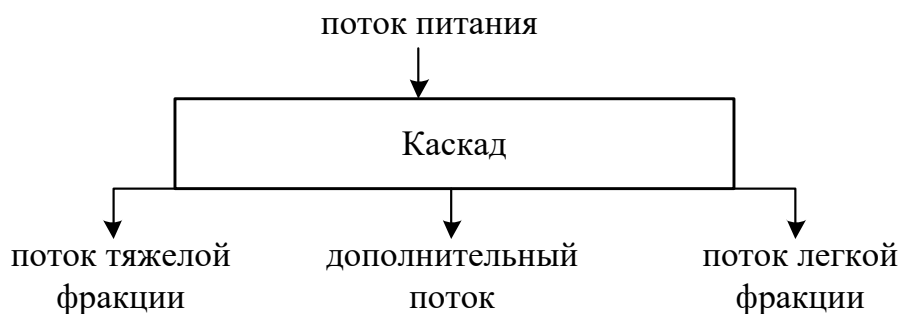 поток питания
Каскад
поток тяжелой
фракции
дополнительный
поток
поток легкой
фракции